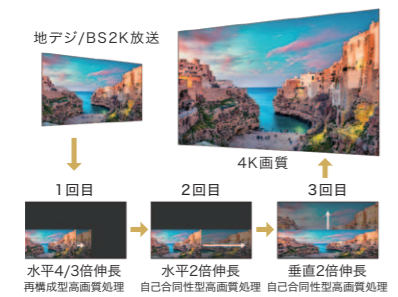 地デジ/BS2K放送
4K画質
1回目
2回目
3回目
水平4/3倍伸長
再構成型高画質処理
水平2倍伸長
自己合同性型高画質処理
垂直2倍伸長
自己合同性型高画質処理